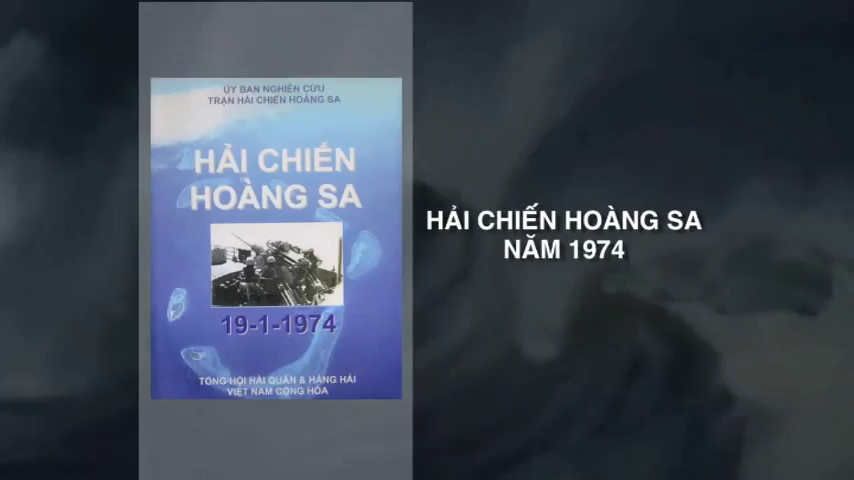 ỦY BAN NGHIÊN CỨU
TRẬN HẢI CHIẾN HOÀNG SA
HẢI CHIẾN
HOÀNG SA
19-1-1974
TỔNG HỘI HẢI QUÂN & HÀNG HẢI
VIỆT NAM CỘNG HÒA
HẢI CHIẾN HOÀNG SA
NĂM 1974